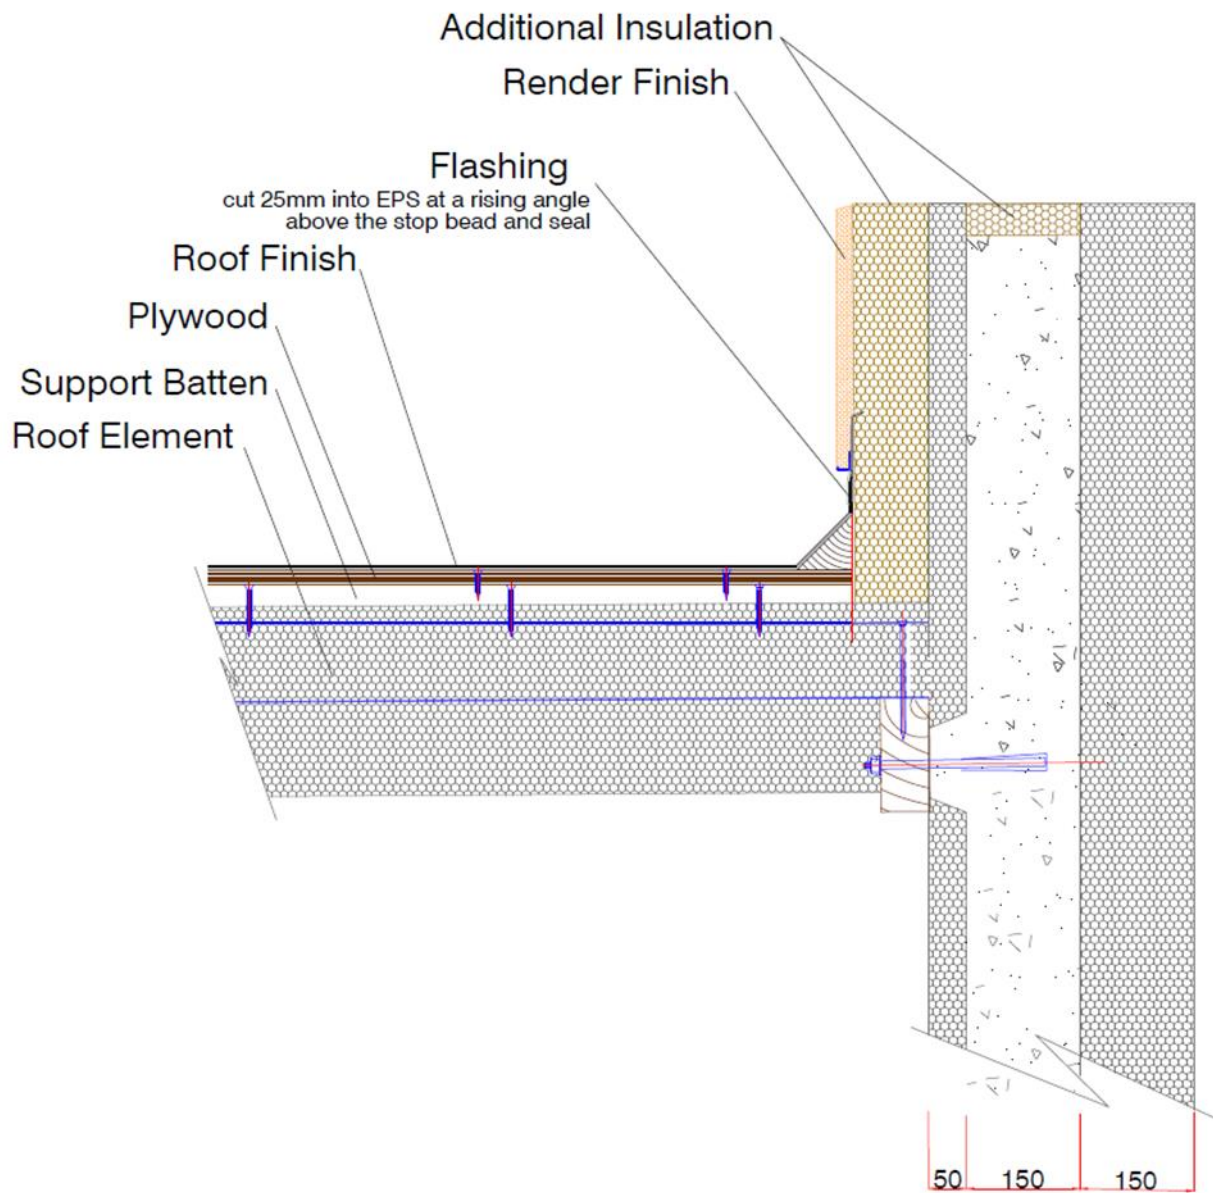 Additional Insulation
Render Finish
Flashing
cut 25mm into EPS at a rising angle
above the stop bead and seal
Roof Finish
Plywood
Support Batten
Roof Element
50 150 150